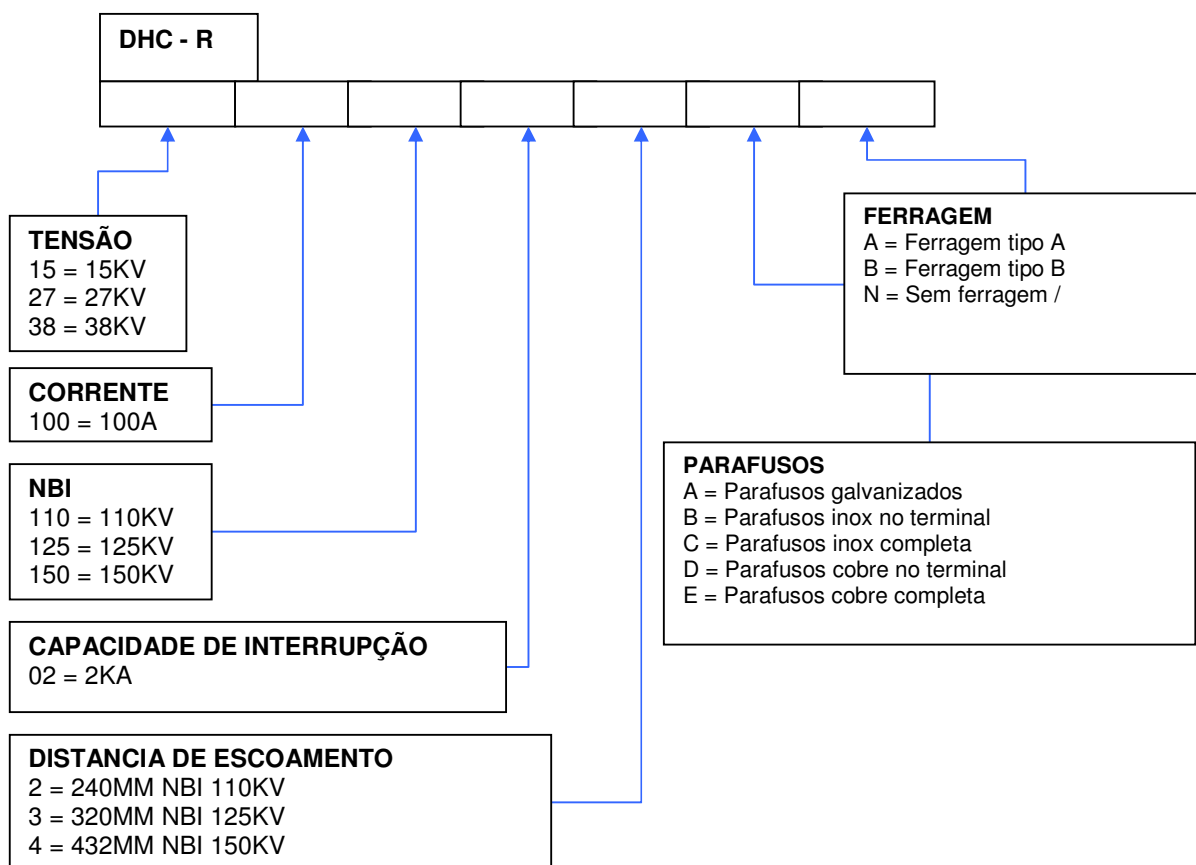 DHC - R
TENSÃO
15 = 15KV
27 = 27KV
38 = 38KV
CORRENTE
100 = 100A
NBI
110 = 110KV
125 = 125KV
150 = 150KV
CAPACIDADE DE INTERRUPÇÃO
02 = 2KA
DISTANCIA DE ESCOAMENTO
2 = 240MM NBI 110KV
3 = 320MM NBI 125KV
4 = 432MM NBI 150KV
FERRAGEM
A = Ferragem tipo A
B = Ferragem tipo B
N = Sem ferragem /
PARAFUSOS
A = Parafusos galvanizados
B = Parafusos inox no terminal
C = Parafusos inox completa
D = Parafusos cobre no terminal
E = Parafusos cobre completa